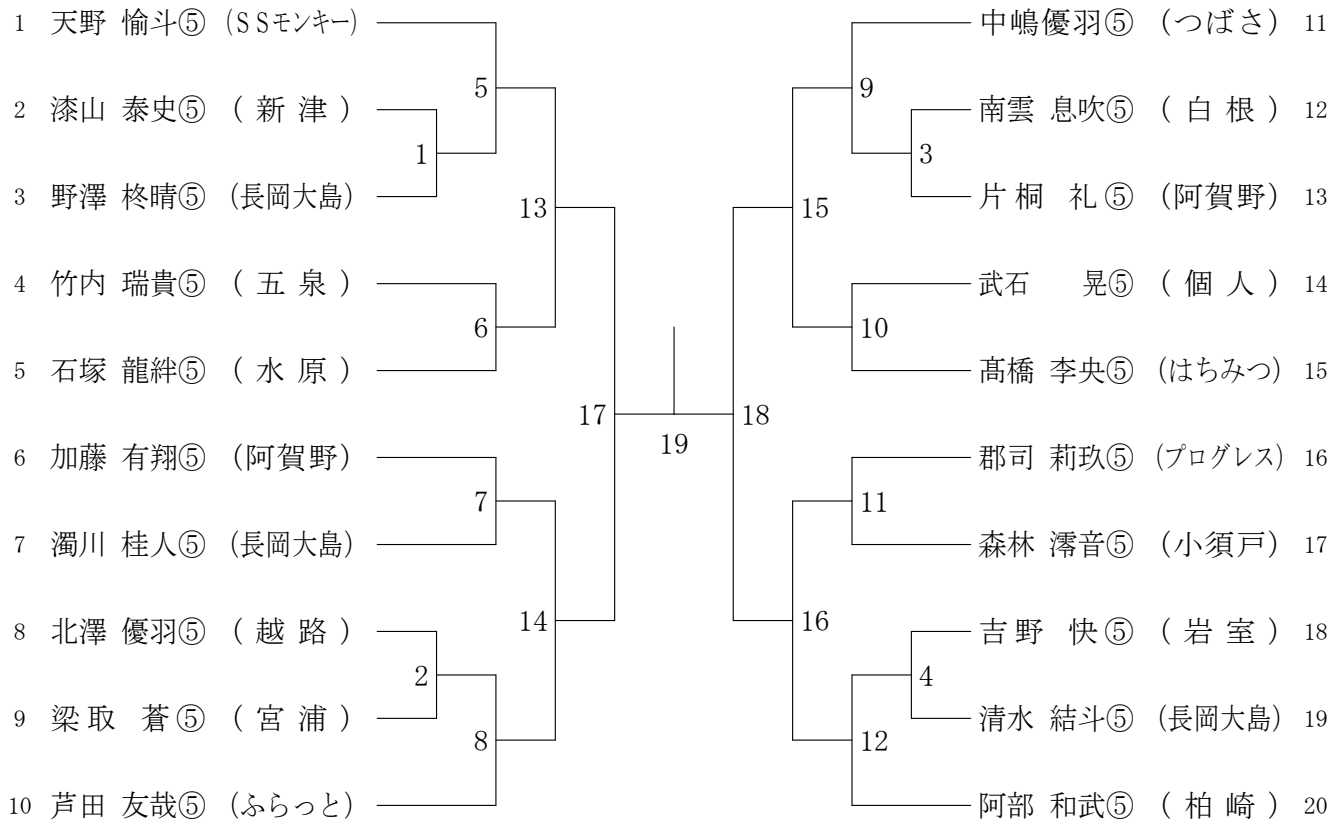 1 天野 愉斗⑤ (SSモンキー)
2 漆山 泰史⑤ (新津)
3 野澤 柊晴⑤ (長岡大島)
4 竹内 瑞貴⑤ (五泉)
5 石塚 龍絆⑤ (水原)
6 加藤 有翔⑤ (阿賀野)
7 濁川 桂人⑤ (長岡大島)
8 北澤 優羽⑤ (越路)
9 梁取 蒼⑤ (宮浦)
10 芦田 友哉⑤ (ふらっと)
5
1
13
6
17
7
14
2
8
19
9
3
15
10
18
11
16
4
12
中嶋優羽⑤ (つばさ) 11
南雲 息吹⑤ (白根) 12
片桐 礼⑤ (阿賀野) 13
武石 晃⑤ (個人) 14
髙橋 李央⑤ (はちみつ) 15
郡司 莉玖⑤ (プログレス) 16
森林 澪音⑤ (小須戸) 17
吉野 快⑤ (岩室) 18
清水 結斗⑤ (長岡大島) 19
阿部 和武⑤ (柏崎) 20